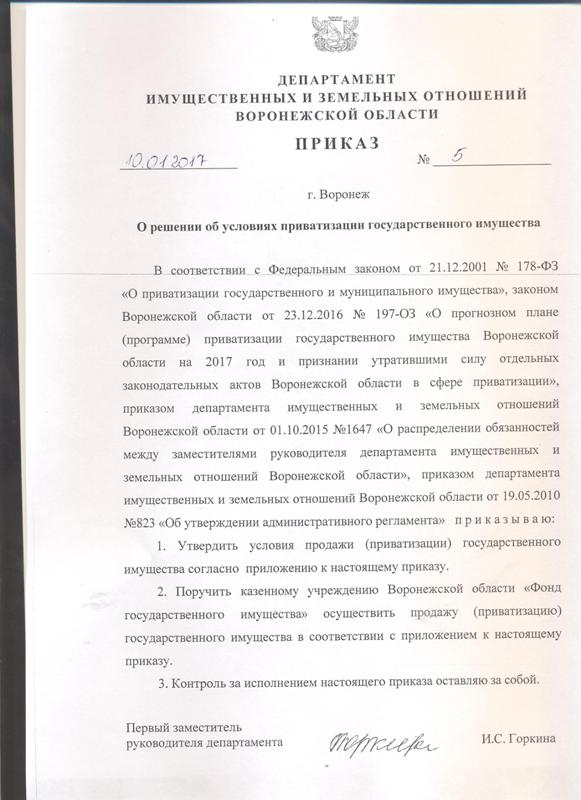 ДЕПАРТАМЕНТ
ИМУЩЕСТВЕННЫХ И ЗЕМЕЛЬНЫХ ОТНОШЕНИЙ
ВОРОНЕЖСКОЙ ОБЛАСТИ
ПРИКАЗ
10.01 2017 № 5
г. Воронеж
О решении об условиях приватизации государственного имущества
В соответствии с Федеральным законом от 21.12.2001 № 178-ФЗ
«О приватизации государственного и муниципального имущества», законом
Воронежской области от 23.12.2016 № 197-ОЗ «О прогнозном плане
(программе) приватизации государственного имущества Воронежской
области на 2017 год и признании утратившими силу отдельных
законодательных актов Воронежской области в сфере приватизации»,
приказом департамента имущественных и земельных отношений
Воронежской области от 01.10.2015 №1647 «О распределении обязанностей
между заместителями руководителя департамента имущественных и
земельных отношений Воронежской области», приказом департамента
имущественных и земельных отношений Воронежской области от 19.05.2010
№823 «Об утверждении административного регламента» п р и к а з ы в а ю:
1. Утвердить условия продажи (приватизации) государственного
имущества согласно приложению к настоящему приказу.
2. Поручить казенному учреждению Воронежской области «Фонд
государственного имущества» осуществить продажу (приватизацию)
государственного имущества в соответствии с приложением к настоящему
приказу.
3. Контроль за исполнением настоящего приказа оставляю за собой.
Первый заместитель
руководителя департамента И.С. Горкина